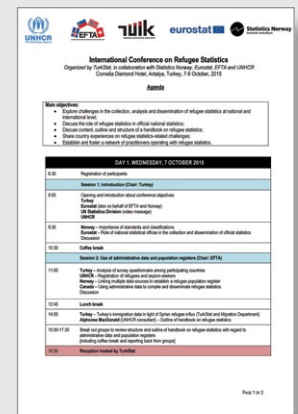 UNHCR
EFTA
TUİK
eurostat
Statistics Norway
International Conference on Refugee Statistics
Organized by TurkStat, in collaboration with Statistics Norway, Eurostat, EFTA and UNHCR
Cornelia Diamond Hotel, Antalya, Turkey, 7-9 October, 2015
Agenda
Main objectives:
• Explore challenges in the collection, analysis and dissemination of refugee statistics at national and
international level;
• Discuss the role of refugee statistics in official national statistics;
• Discuss content, outline and structure of a handbook on refugee statistics;
• Share country experiences on refugee statistics-related challenges;
• Establish and foster a network of practitioners operating with refugee statistics.
DAY 1. WEDNESDAY, 7 OCTOBER 2015
8:30 Registration of participants
Session 1: Introduction (Chair: Turkey)
9:00 Opening and introduction about conference objectives
Turkey
Eurostat (also on behalf of EFTA and Norway)
UN Statistics Division (video message)
UNHCR
9:30 Norway – Importance of standards and classifications
Eurostat – Role of national statistical offices in the collection and dissemination of official statistics
Discussion
10:30 Coffee break
Session 2: Use of administrative data and population registers (Chair: EFTA)
11:00 Turkey – Analysis of survey questionnaire among participating countries
UNHCR – Registration of refugees and asylum-seekers
Norway – Linking multiple data sources to establish a refugee population register
Canada – Using administrative data to compile and disseminate refugee statistics
Discussion
12:45 Lunch break
14:00 Turkey – Turkey's immigration data in light of Syrian refugee influx (TurkStat and Migration Department)
Alphonse MacDonald (UNHCR consultant) – Outline of handbook on refugee statistics
15:00-17:30 Break out groups to review structure and outline of handbook on refugee statistics with regard to
administrative data and population registers
[including coffee break and reporting back from groups]
19:30 Reception hosted by TurkStat
PAGE 1 OF 2